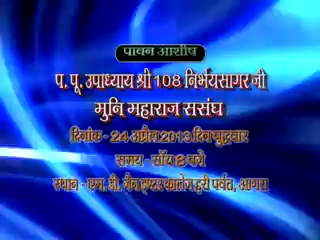 पावन आशीष
प. पू. उपाध्याय श्री 108 निर्भयसागर जी
मुनि महाराज ससंघ
दिनांक - 24 अप्रैल 2013 दिन बुद्धवार
समय - साँय 8 बजे
स्थान - एम. डी. जैन इण्टर कालेज हरी पर्वत, आगरा